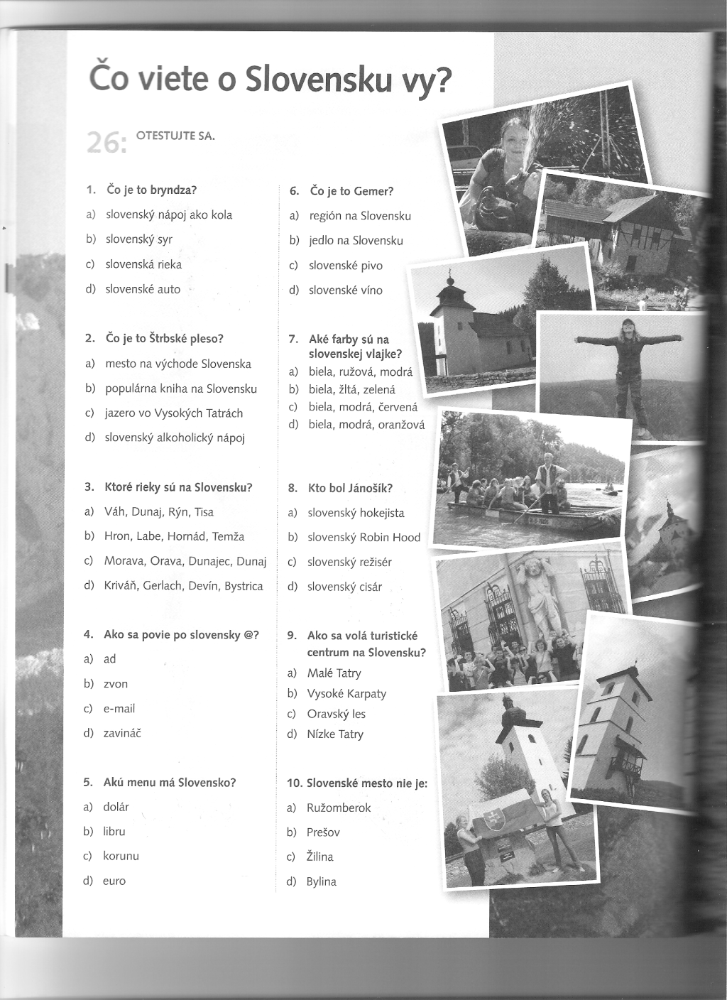 Čo viete o Slovensku vy?
26: OTESTUJTE SA.
1. Čo je to bryndza?
a) slovenský nápoj ako kola
b) slovenský syr
c) slovenská rieka
d) slovenské auto
2. Čo je to Štrbské pleso?
a) mesto na východe Slovenska
b) populárna kniha na Slovensku
c) jazero vo Vysokých Tatrách
d) slovenský alkoholický nápoj
3. Ktoré rieky sú na Slovensku?
a) Váh, Dunaj, Rýn, Tisa
b) Hron, Labe, Hornád, Temža
c) Morava, Orava, Dunajec, Dunaj
d) Kriváň, Gerlach, Devín, Bystrica
4. Ako sa povie po slovensky @?
a) ad
b) zvon
c) e-mail
d) zavináč
5. Akú menu má Slovensko?
a) dolár
b) libru
c) korunu
d) euro
6. Čo je to Gemer?
a) región na Slovensku
b) jedlo na Slovensku
c) slovenské pivo
d) slovenské víno
7. Aké farby sú na
slovenskej vlajke?
a) biela, ružová, modrá
b) biela, žltá, zelená
c) biela, modrá, červená
d) biela, modrá, oranžová
8. Kto bol Jánošík?
a) slovenský hokejista
b) slovenský Robin Hood
c) slovenský režisér
d) slovenský cisár
9. Ako sa volá turistické
centrum na Slovensku?
a) Malé Tatry
b) Vysoké Karpaty
c) Oravský les
d) Nízke Tatry
10. Slovenské mesto nie je:
a) Ružomberok
b) Prešov
c) Žilina
d) Bylina